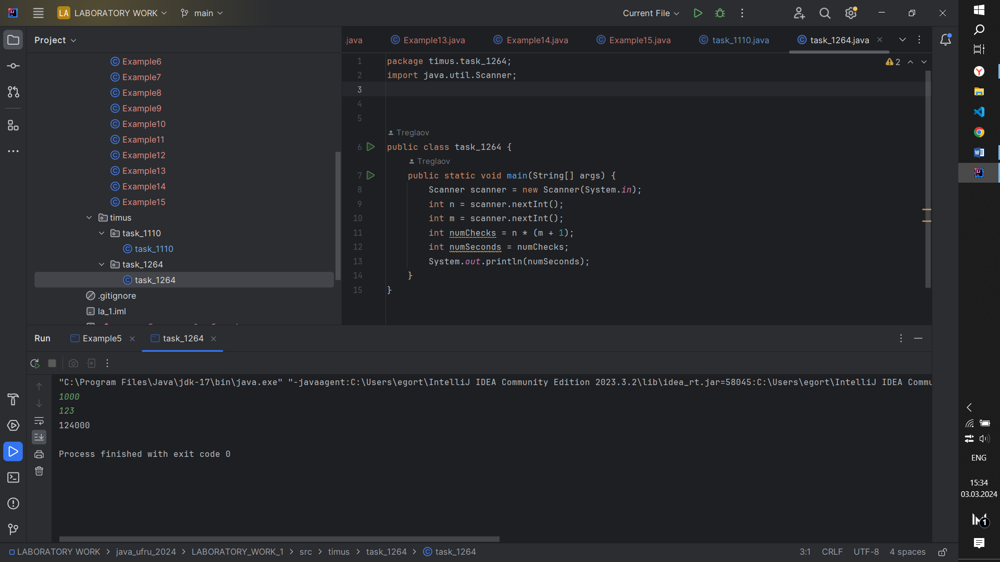 LA LABORATORY WORK main Current File
Project
.java Example13.java Example14.java Example15.java task_1110.java task_1264.java
Example6
Example7
Example8
Example9
Example10
Example11
Example12
Example13
Example14
Example15
timus
task_1110
task_1110
task_1264
task_1264
.gitignore
la_1.iml
2
1 package timus.task_1264;
2 import java.util.Scanner;
3
4
5
Treglaov
6 public class task_1264 {
Treglaov
7 public static void main(String[] args) {
8 Scanner scanner = new Scanner(System.in);
9 int n = scanner.nextInt();
10 int m = scanner.nextInt();
11 int numChecks = n * (m + 1);
12 int numSeconds = numChecks;
13 System.out.println(numSeconds);
14 }
15 }
Run Example5 task_1264
"C:\Program Files\Java\jdk-17\bin\java.exe" "-javaagent:C:\Users\egort\IntelliJ IDEA Community Edition 2023.3.2\lib\idea_rt.jar=58045:C:\Users\egort\IntelliJ IDEA Commu
1000
123
124000
Process finished with exit code 0
LABORATORY WORK > java_ufru_2024 > LABORATORY_WORK_1 > src > timus > task_1264 > task_1264 3:1 CRLF UTF-8 4 spaces
ENG
15:34
03.03.2024
1